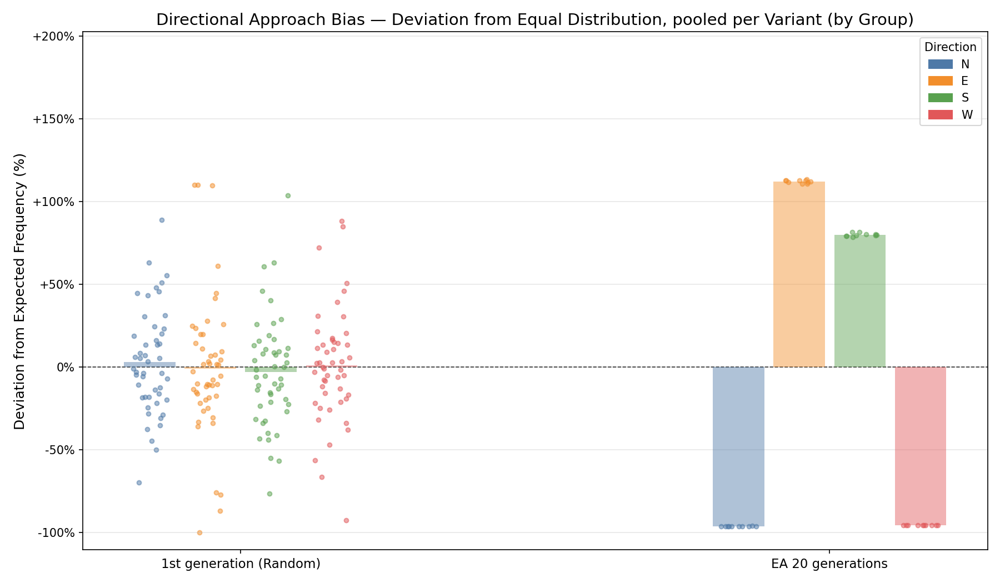 Directional Approach Bias — Deviation from Equal Distribution, pooled per Variant (by Group)
Deviation from Expected Frequency (%)
+200%
+150%
+100%
+50%
0%
-50%
-100%
Direction
N
E
S
W
1st generation (Random)
EA 20 generations